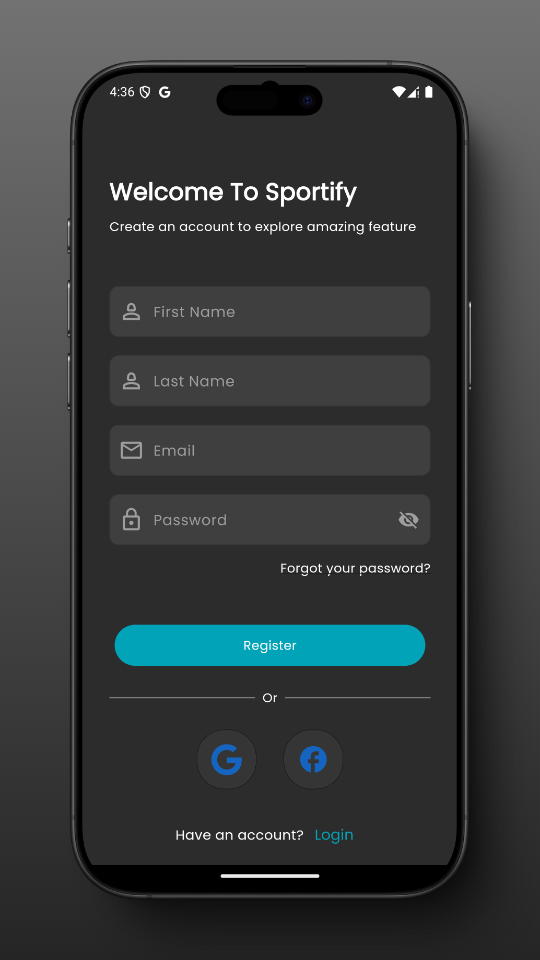 4:36
Welcome To Sportify
Create an account to explore amazing feature
First Name
Last Name
Email
Password
Forgot your password?
Register
Or
Have an account? Login